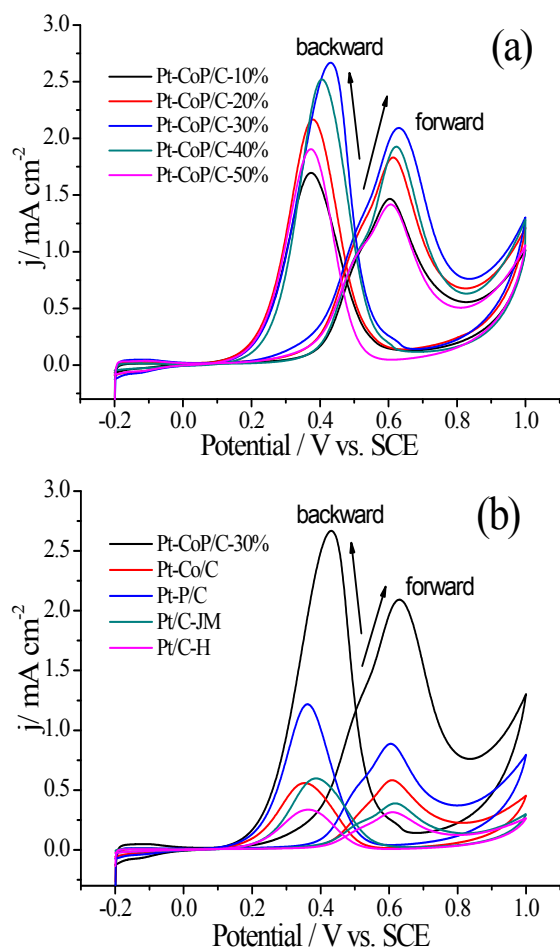 (a)
backward
forward
Pt-CoP/C-10%
Pt-CoP/C-20%
Pt-CoP/C-30%
Pt-CoP/C-40%
Pt-CoP/C-50%
3.0
2.5
2.0
1.5
1.0
0.5
0.0
j/ mA cm-2
-0.2 0.0 0.2 0.4 0.6 0.8 1.0
Potential / V vs. SCE
(b)
backward
forward
Pt-CoP/C-30%
Pt-Co/C
Pt-P/C
Pt/C-JM
Pt/C-H
3.0
2.5
2.0
1.5
1.0
0.5
0.0
j/ mA cm-2
-0.2 0.0 0.2 0.4 0.6 0.8 1.0
Potential / V vs. SCE